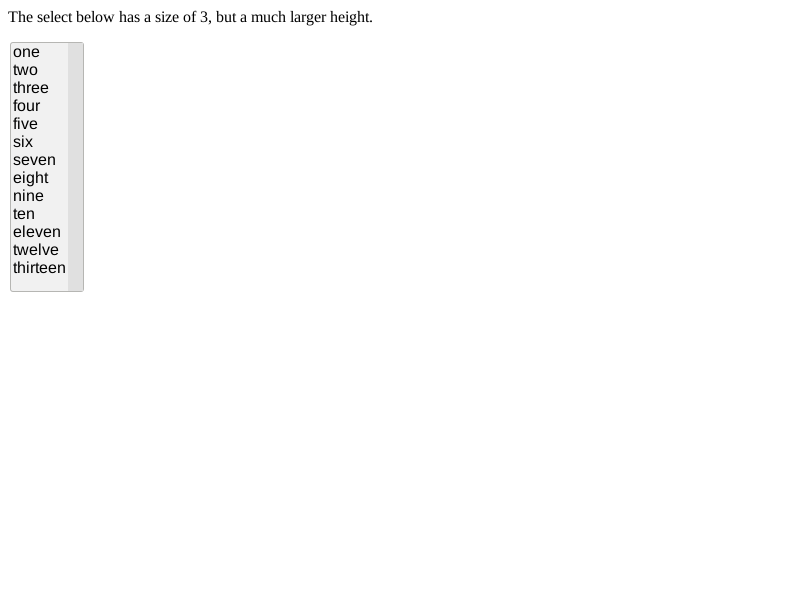 The select below has a size of 3, but a much larger height.
one
two
three
four
five
six
seven
eight
nine
ten
eleven
twelve
thirteen